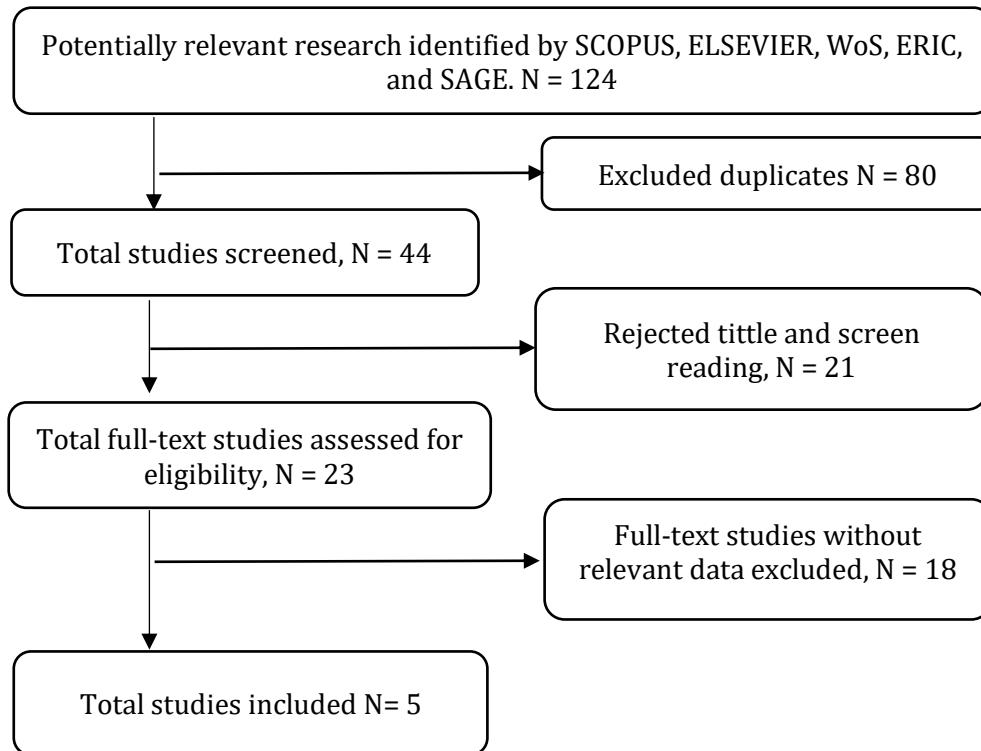 Potentially relevant research identified by SCOPUS, ELSEVIER, WoS, ERIC,
and SAGE. N = 124
Excluded duplicates N = 80
Total studies screened, N = 44
Rejected tittle and screen
reading, N = 21
Total full-text studies assessed for
eligibility, N = 23
Full-text studies without
relevant data excluded, N = 18
Total studies included N= 5